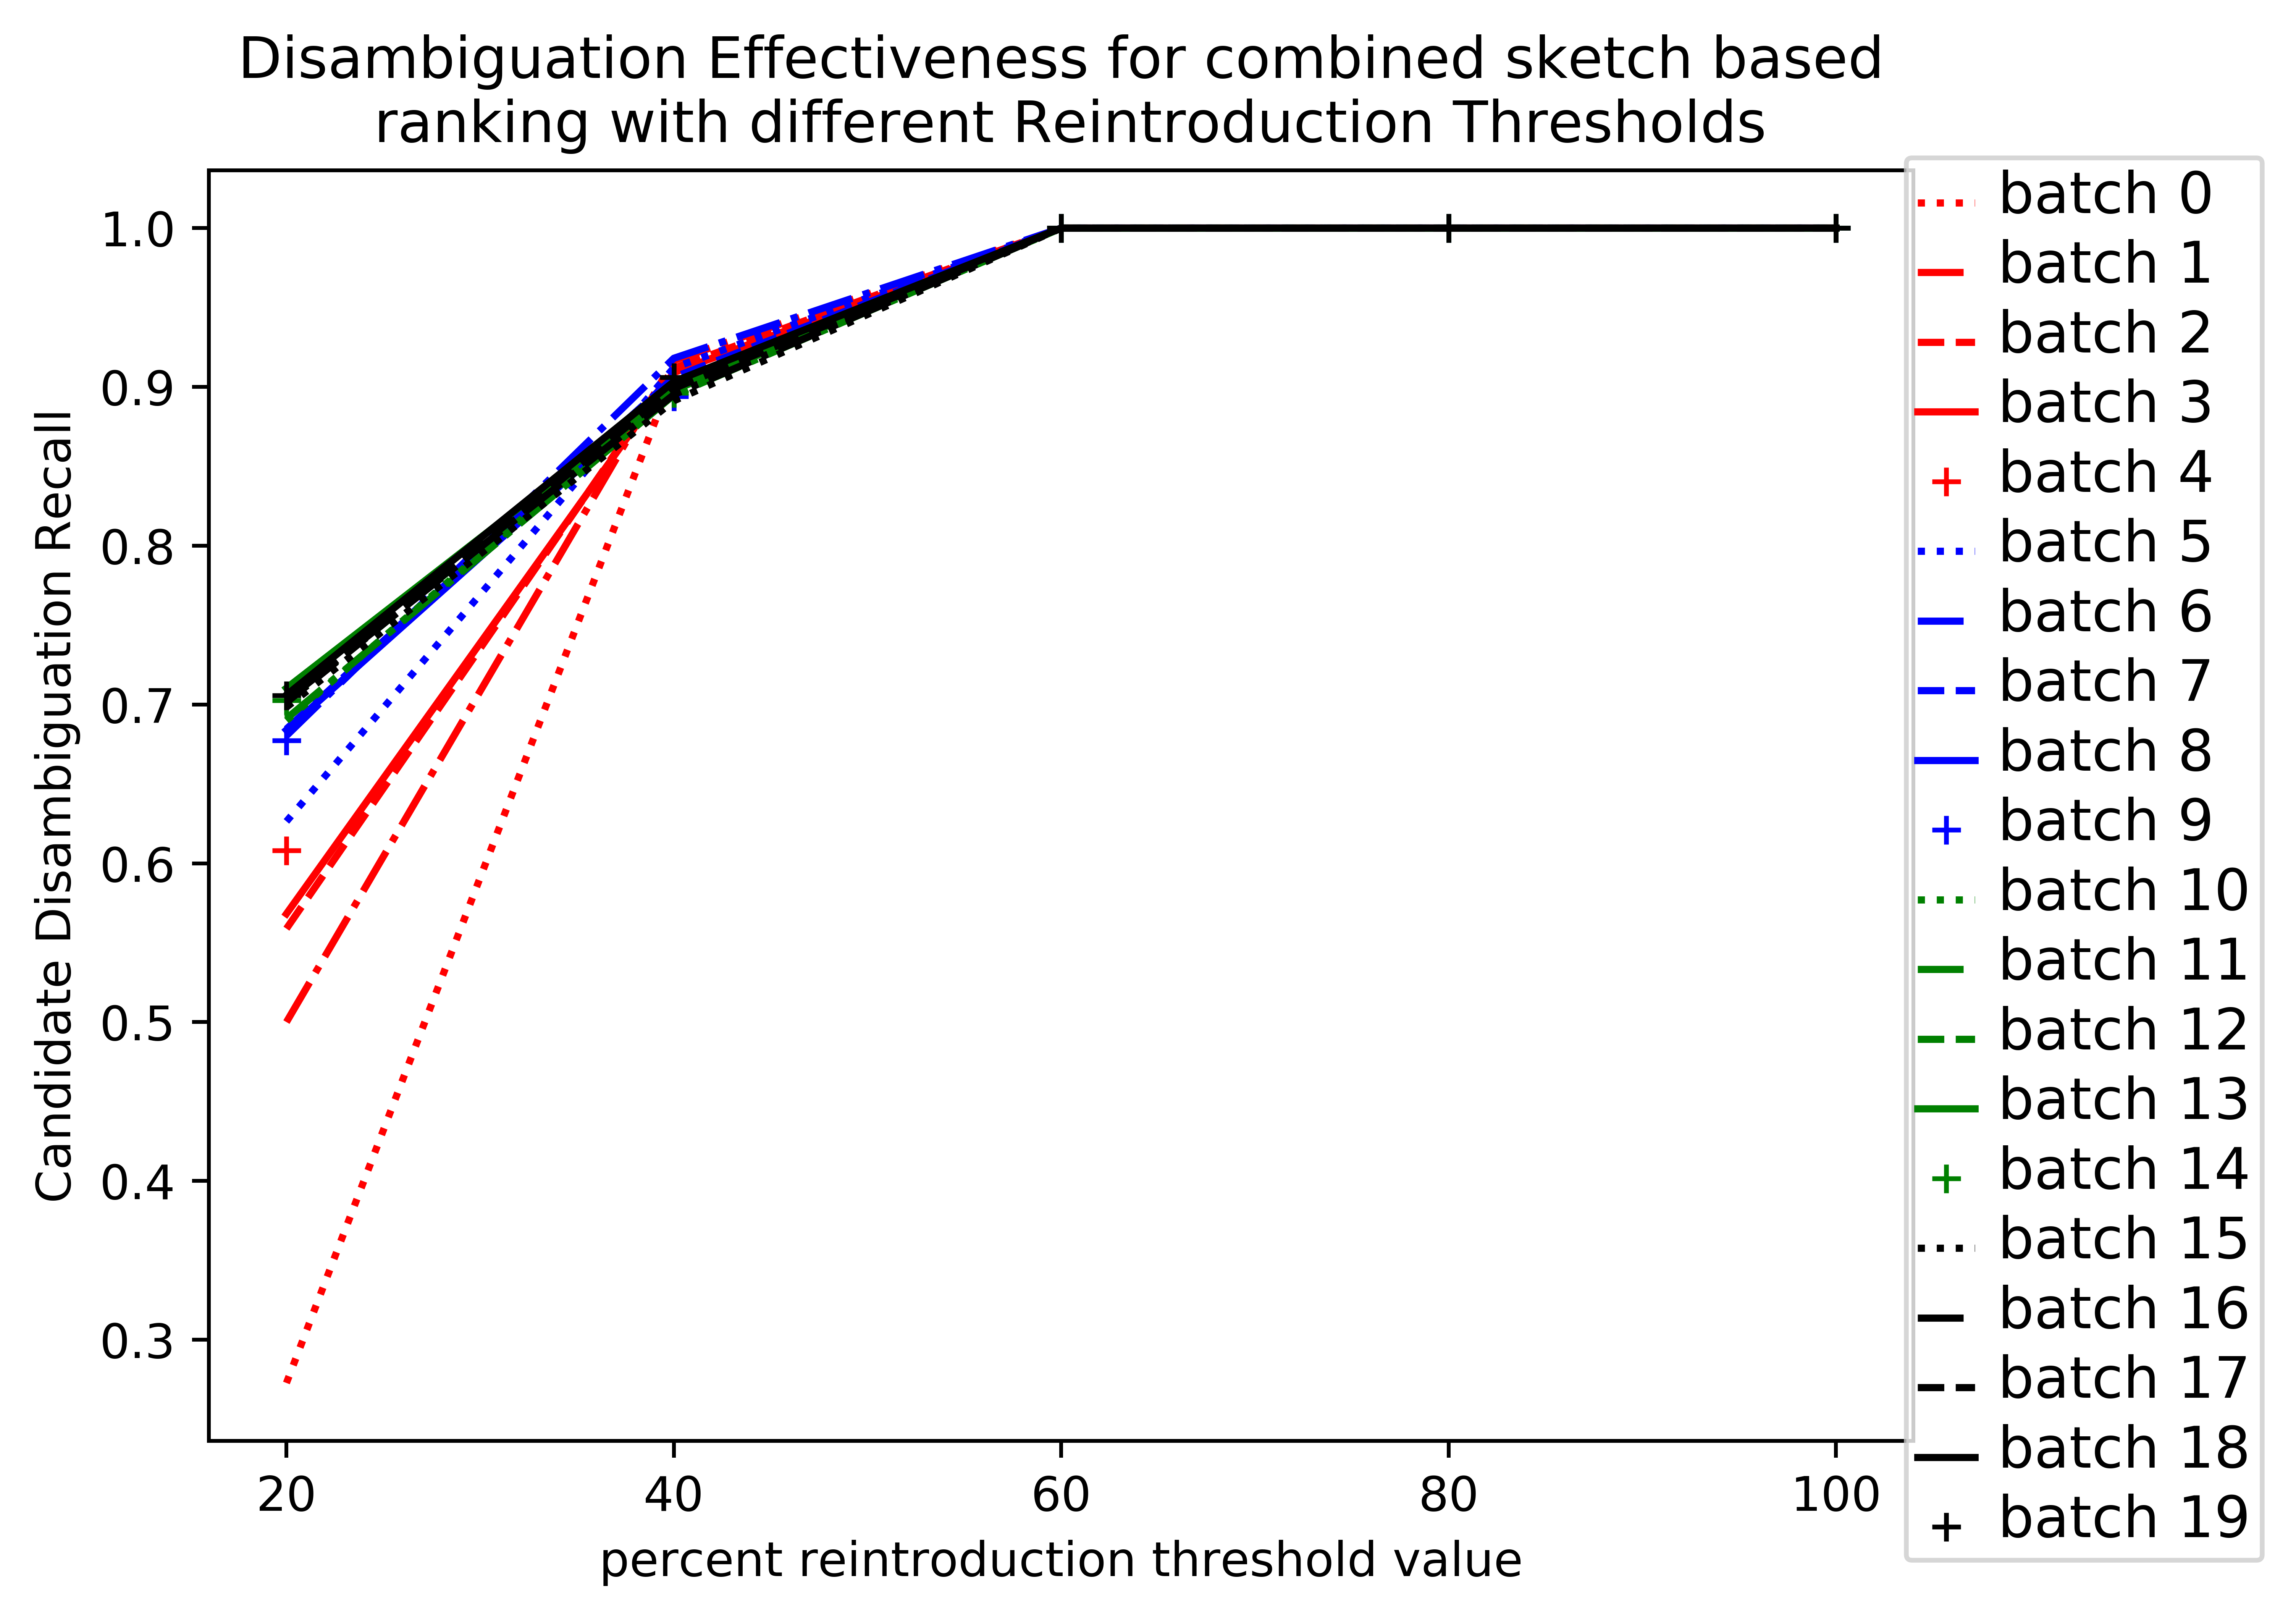 Disambiguation Effectiveness for combined sketch based
ranking with different Reintroduction Thresholds
Candidate Disambiguation Recall
1.0
0.9
0.8
0.7
0.6
0.5
0.4
0.3
20 40 60 80 100
percent reintroduction threshold value
batch 0
batch 1
batch 2
batch 3
batch 4
batch 5
batch 6
batch 7
batch 8
batch 9
batch 10
batch 11
batch 12
batch 13
batch 14
batch 15
batch 16
batch 17
batch 18
batch 19